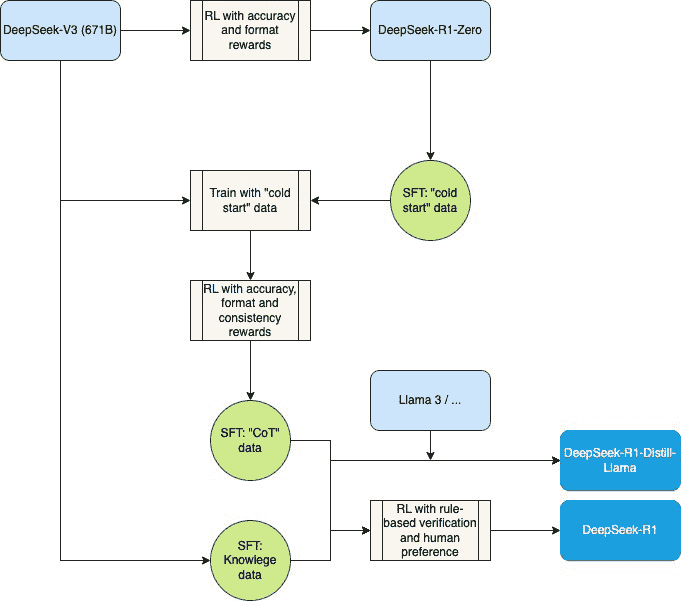 DeepSeek-V3 (671B)
RL with accuracy
and format
rewards
DeepSeek-R1-Zero
Train with "cold
start" data
SFT: "cold
start" data
RL with accuracy,
format and
consistency
rewards
Llama 3 / ...
SFT: "CoT"
data
DeepSeek-R1-Distill-
Llama
RL with rule-
based verification
and human
preference
DeepSeek-R1
SFT:
Knowlege
data